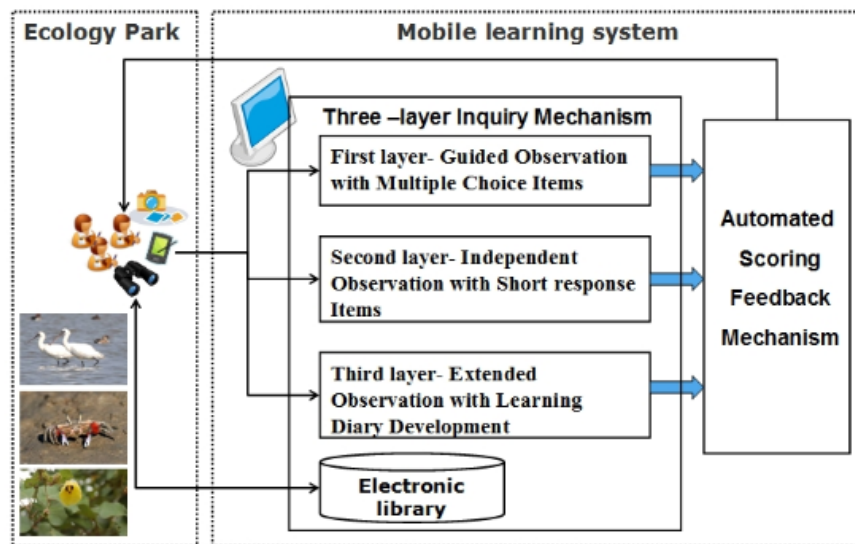 Ecology Park
Mobile learning system
Three –layer Inquiry Mechanism
First layer- Guided Observation
with Multiple Choice Items
Second layer- Independent
Observation with Short response
Items
Third layer- Extended
Observation with Learning
Diary Development
Electronic
library
Automated
Scoring
Feedback
Mechanism